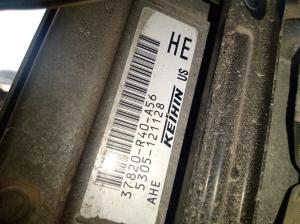 HE
KEIHIN US
37820-R40-A56
5305-121128
AHE